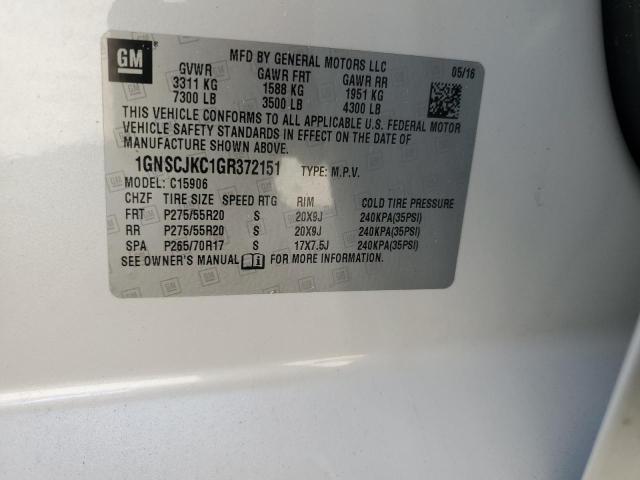 GM
MFD BY GENERAL MOTORS LLC
05/16
GVWR GAWR FRT GAWR RR
3311 KG 1588 KG 1951 KG
7300 LB 3500 LB 4300 LB
THIS VEHICLE CONFORMS TO ALL APPLICABLE U.S. FEDERAL MOTOR
VEHICLE SAFETY STANDARDS IN EFFECT ON THE DATE OF
MANUFACTURE SHOWN ABOVE.
1GNSCJKC1GR372151 TYPE: M.P.V.
MODEL: C15906
CHZF TIRE SIZE SPEED RTG RIM COLD TIRE PRESSURE
FRT P275/55R20 S 20X9J 240KPA(35PSI)
RR P275/55R20 S 20X9J 240KPA(35PSI)
SPA P265/70R17 S 17X7.5J 240KPA(35PSI)
SEE OWNER'S MANUAL FOR MORE INFORMATION.